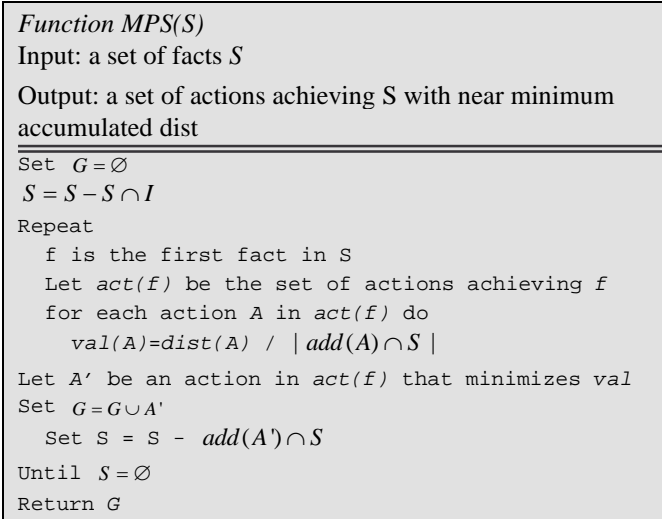 Function MPS(S)
Input: a set of facts S
Output: a set of actions achieving S with near minimum
accumulated dist
Set G = ∅
S = S − S ∩ I
Repeat
f is the first fact in S
Let act(f) be the set of actions achieving f
for each action A in act(f) do
val(A)=dist(A) / | add(A) ∩ S |
Let A’ be an action in act(f) that minimizes val
Set G = G ∪ A'
Set S = S - add(A') ∩ S
Until S = ∅
Return G